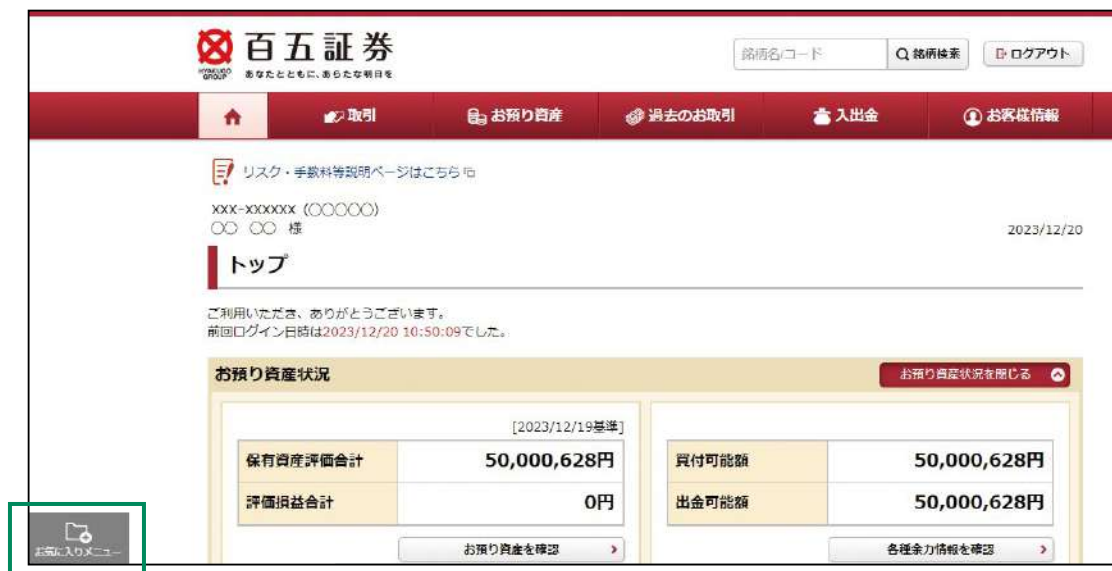 百五証券
HYAKUGO GROUP あなたとともに、あらたな明日を
銘柄名/コード 銘柄検索 ログアウト
取引 お預り資産 過去のお取引 入出金 お客様情報
リスク・手数料等説明ページはこちら
xxx-xxxxxx (〇〇〇〇〇)
〇〇 〇〇 様
2023/12/20
トップ
ご利用いただき、ありがとうございます。
前回ログイン日時は2023/12/20 10:50:09でした。
お預り資産状況 お預り資産状況を閉じる
[2023/12/19基準]
保有資産評価合計 50,000,628円 買付可能額 50,000,628円
評価損益合計 0円 出金可能額 50,000,628円
お預り資産を確認 各種余力情報を確認
お気に入りメニュー